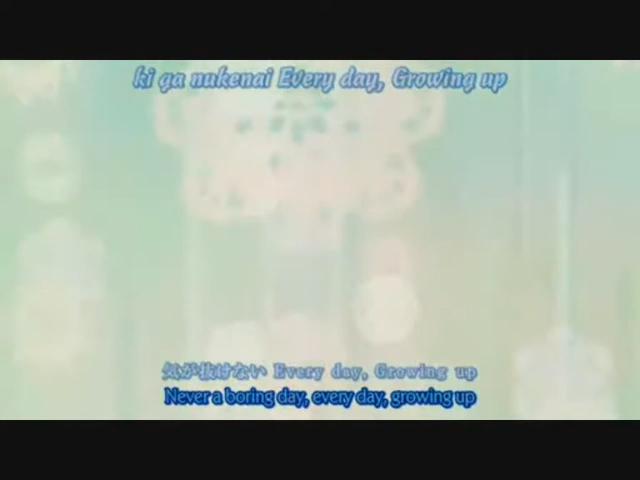 ki ga nukenai Every day, Growing up
気が抜けない Every day, Growing up
Never a boring day, every day, growing up